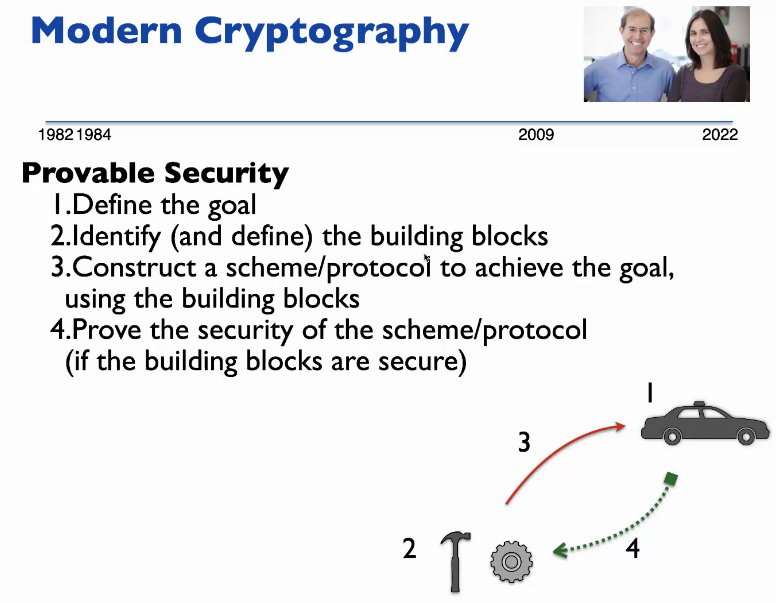 Modern Cryptography
1982 1984 2009 2022
Provable Security
1.Define the goal
2.Identify (and define) the building blocks
3.Construct a scheme/protocol to achieve the goal,
using the building blocks
4.Prove the security of the scheme/protocol
(if the building blocks are secure)
1
3
2
4